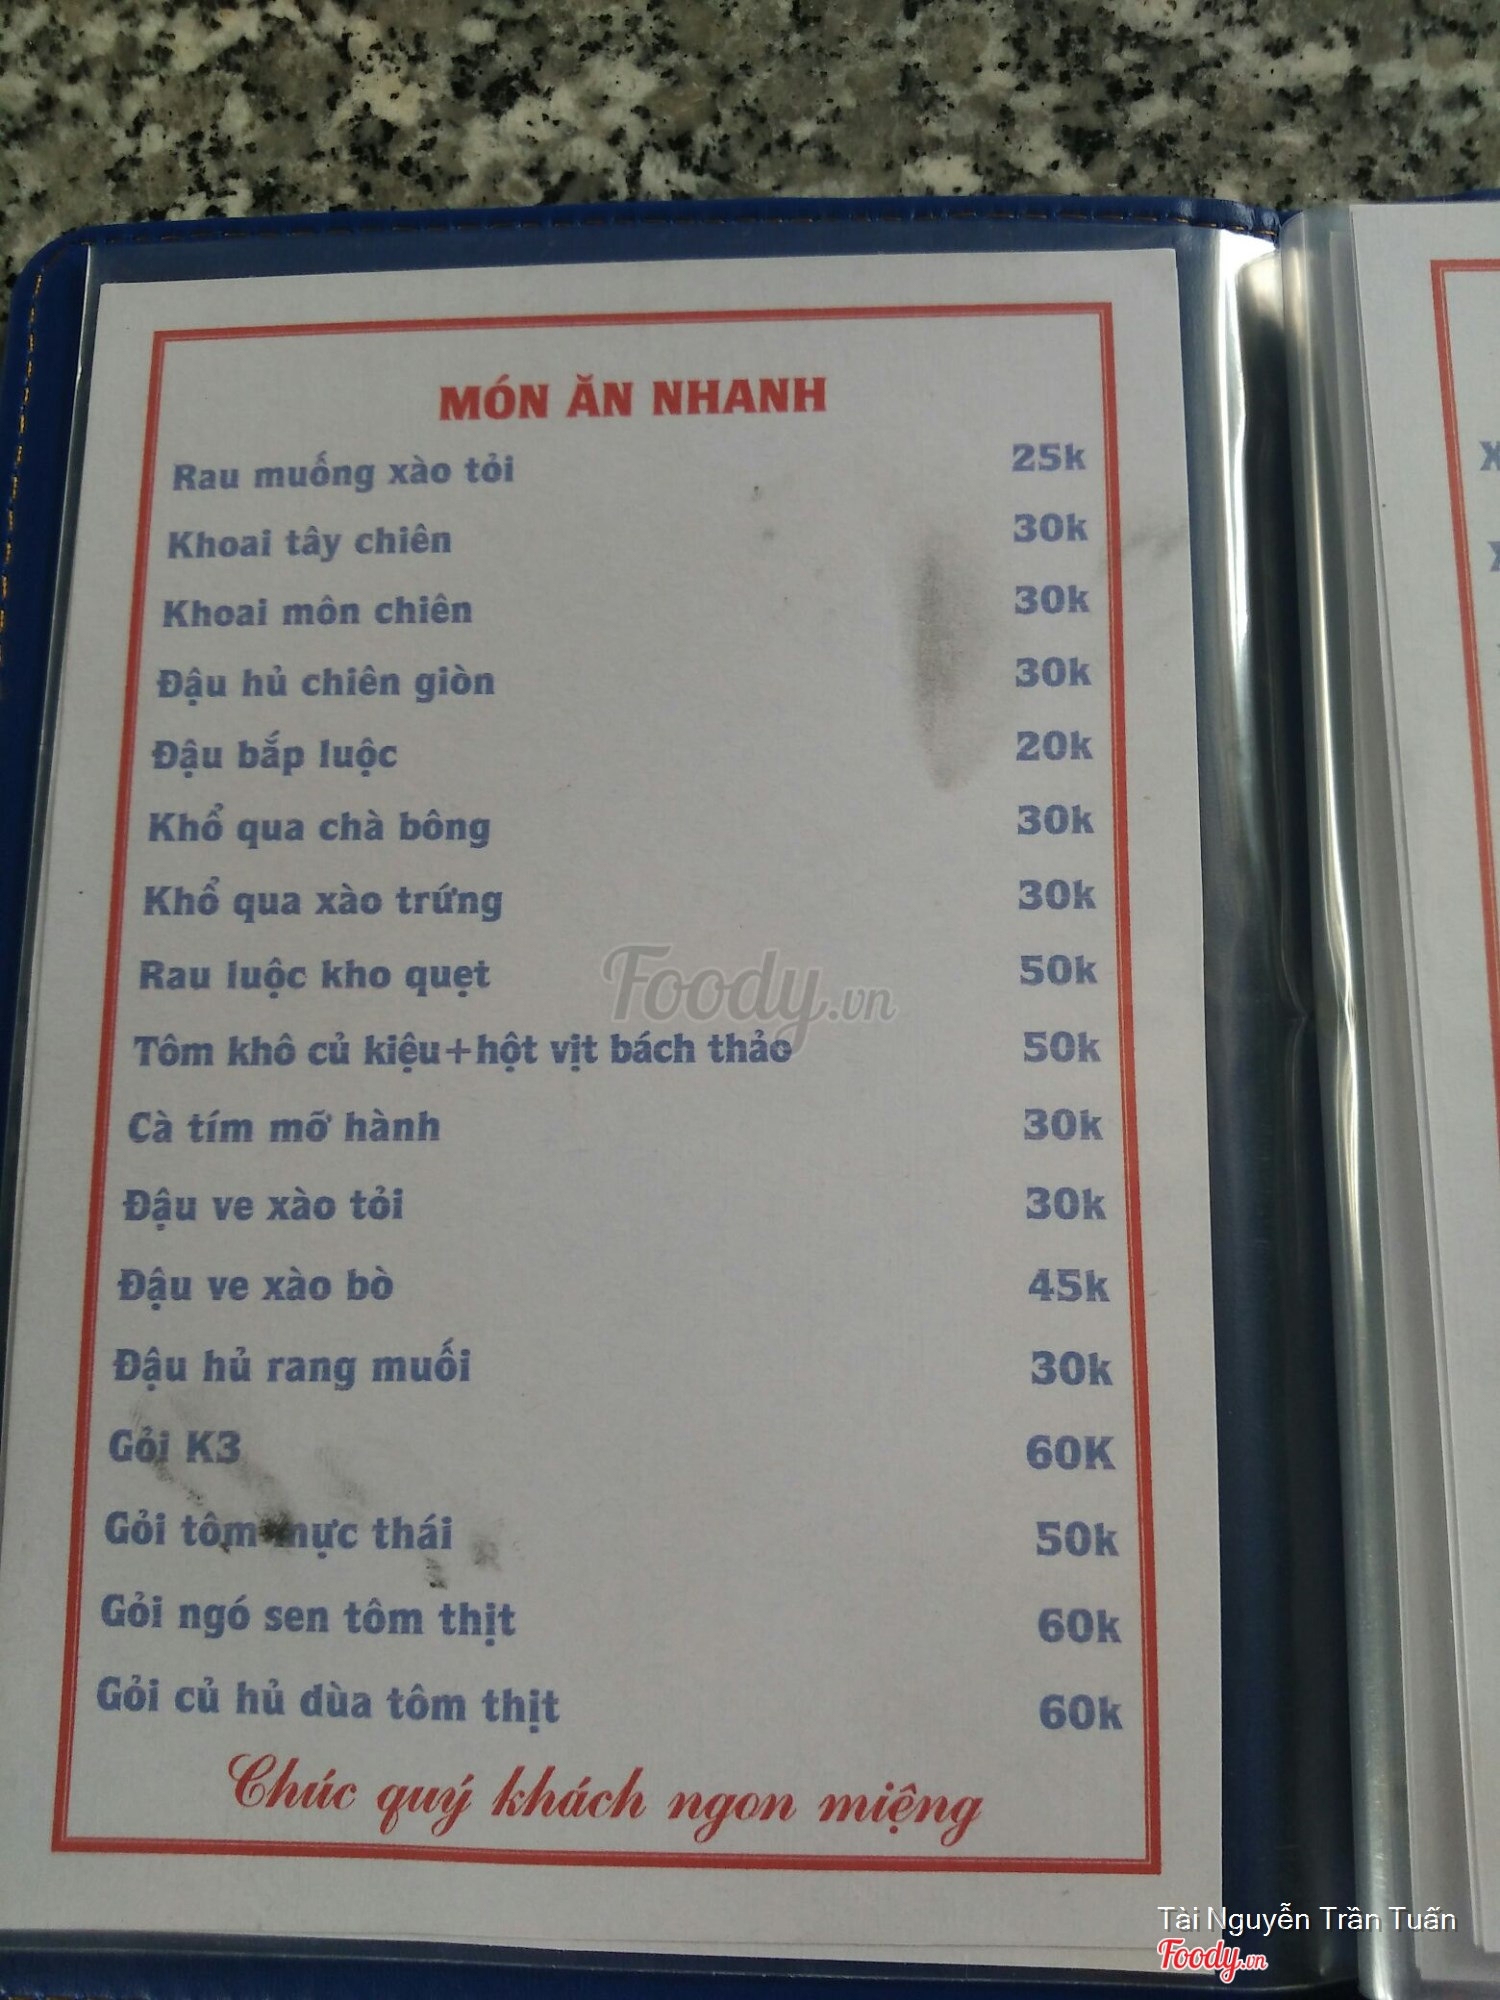 MÓN ĂN NHANH
Rau muống xào tỏi 25k
Khoai tây chiên 30k
Khoai môn chiên 30k
Đậu hủ chiên giòn 30k
Đậu bắp luộc 20k
Khổ qua chà bông 30k
Khổ qua xào trứng 30k
Rau luộc kho quẹt 50k
Tôm khô củ kiệu+hột vịt bách thảo 50k
Cà tím mỡ hành 30k
Đậu ve xào tỏi 30k
Đậu ve xào bò 45k
Đậu hủ rang muối 30k
Gỏi K3 60K
Gỏi tôm mực thái 50k
Gỏi ngó sen tôm thịt 60k
Gỏi củ hủ dùa tôm thịt 60k
Chúc quý khách ngon miệng
Foody.vn
Tài Nguyễn Trần Tuấn
Foody.vn